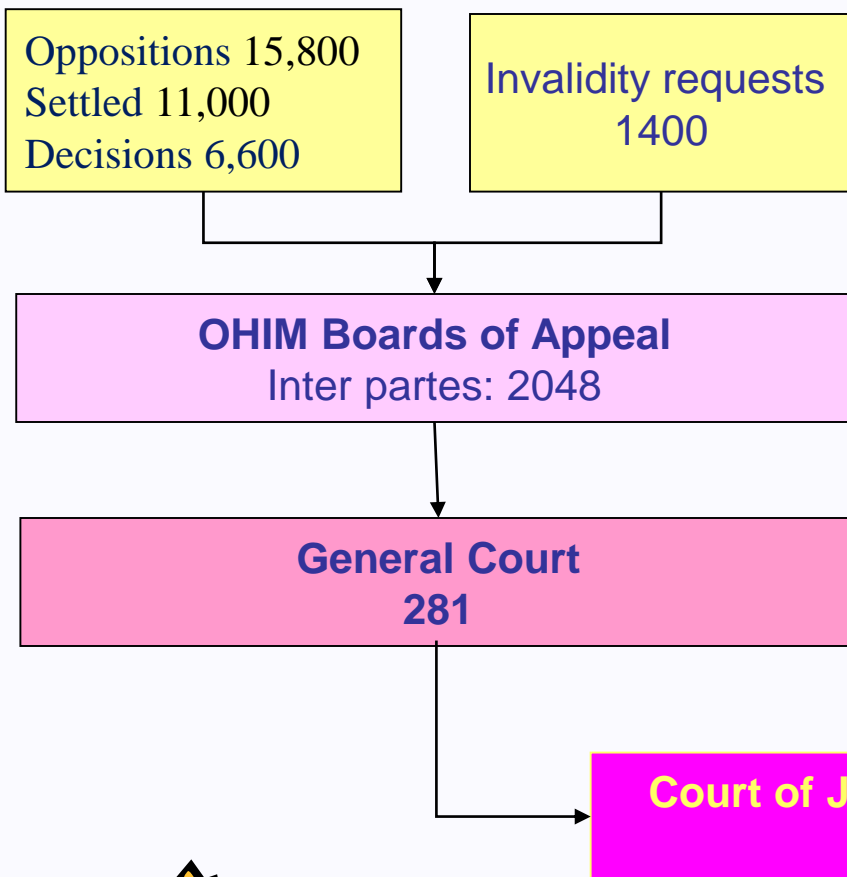 Oppositions 15,800
Settled 11,000
Decisions 6,600
Invalidity requests
1400
OHIM Boards of Appeal
Inter partes: 2048
General Court
281
Court of J